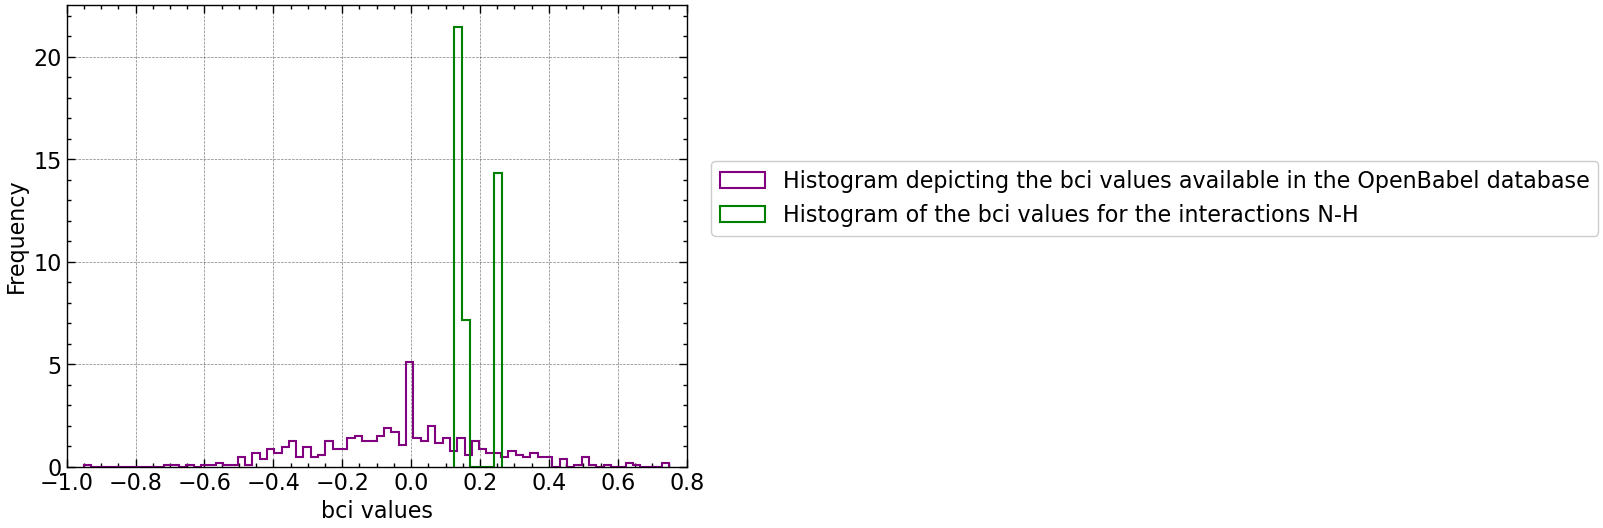 20
15
10
5
0
Frequency
−1.0 −0.8 −0.6 −0.4 −0.2 0.0 0.2 0.4 0.6 0.8
bci values
Histogram depicting the bci values available in the OpenBabel database
Histogram of the bci values for the interactions N-H